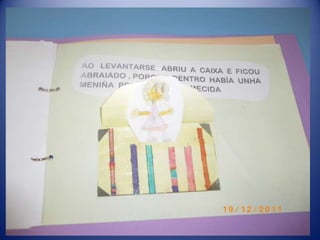 AO LEVANTARSE ABRIU A CAIXA E FICOU
ABRAIADO, DENTRO HABÍA UNHA
MENIÑA
19/12/2011